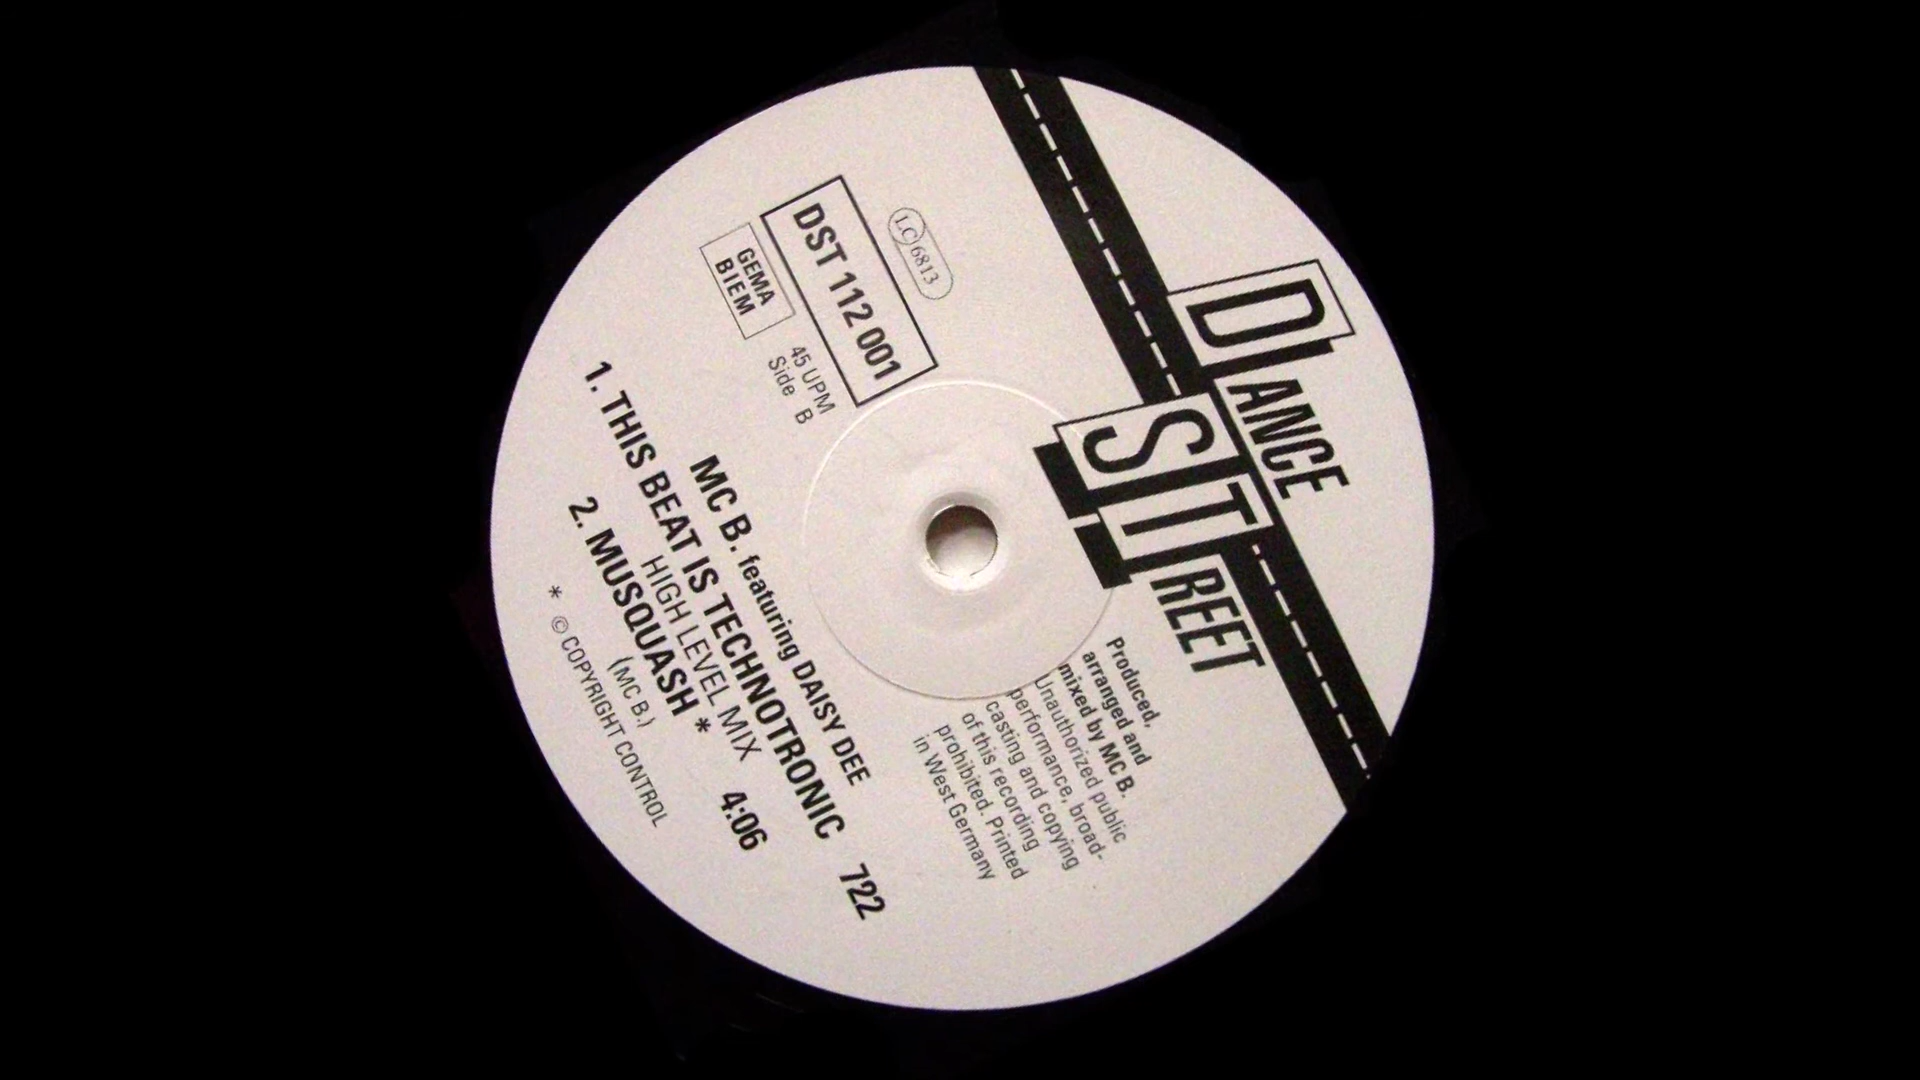 DANCE
STREET
LC 6813
DST 112 001
GEMA
BIEM
45 UPM
Side B
Produced,
arranged and
mixed by MC B.
Unauthorized public
performance, broad-
casting and copying
of this recording
prohibited. Printed
in West Germany
MC B. featuring DAISY DEE
1. THIS BEAT IS TECHNOTRONIC 7'22
HIGH LEVEL MIX
2. MUSQUASH * 4:06
(MC B.)
* © COPYRIGHT CONTROL